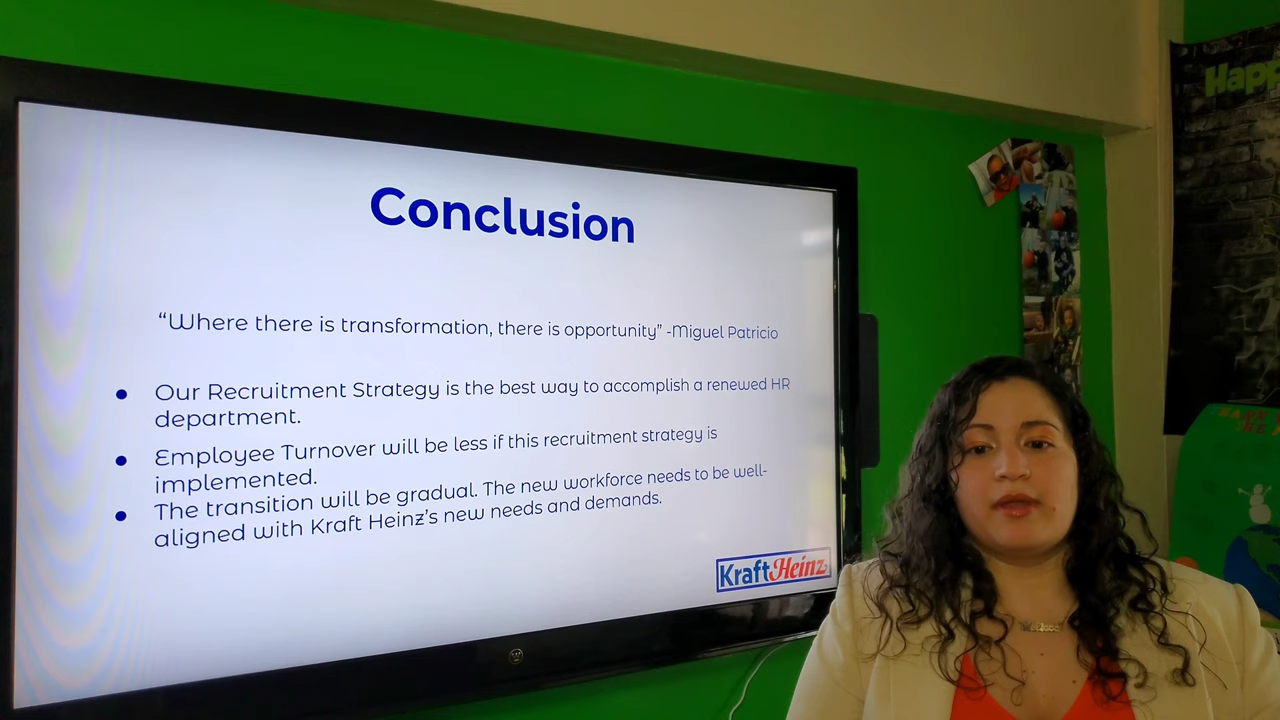 Conclusion
“Where there is transformation, there is opportunity” -Miguel Patricio
● Our Recruitment Strategy is the best way to accomplish a renewed HR
department.
● Employee Turnover will be less if this recruitment strategy is
implemented.
● The transition will be gradual. The new workforce needs to be well-
aligned with Kraft Heinz’s new needs and demands.
KraftHeinz